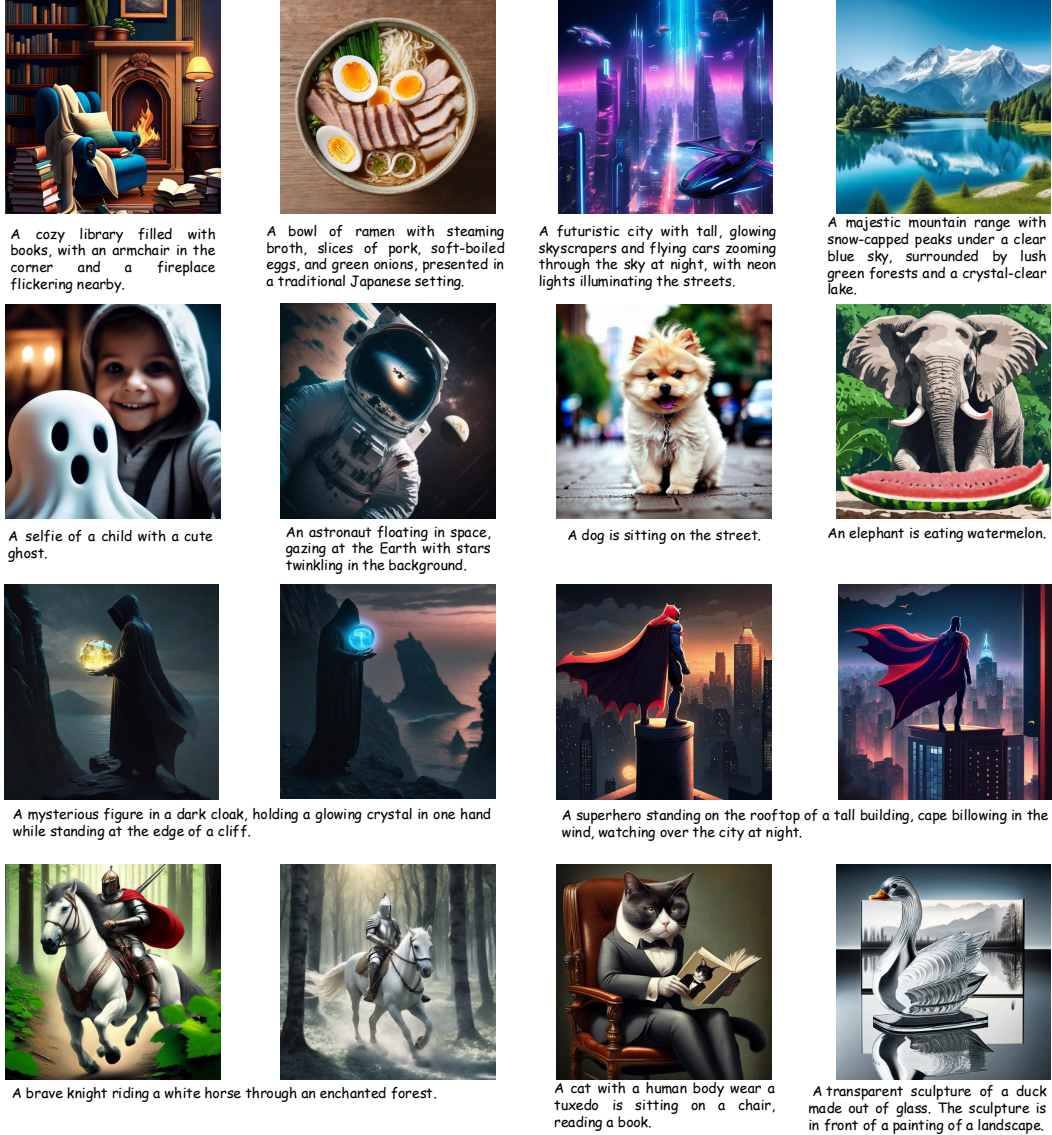 A cozy library filled with
books, with an armchair in the
corner and a fireplace
flickering nearby.
A bowl of ramen with steaming
broth, slices of pork, soft-boiled
eggs, and green onions, presented in
a traditional Japanese setting.
A futuristic city with tall, glowing
skyscrapers and flying cars zooming
through the sky at night, with neon
lights illuminating the streets.
A majestic mountain range with
snow-capped peaks under a clear
blue sky, surrounded by lush
green forests and a crystal-clear
lake.
A selfie of a child with a cute
ghost.
An astronaut floating in space,
gazing at the Earth with stars
twinkling in the background.
A dog is sitting on the street.
An elephant is eating watermelon.
A mysterious figure in a dark cloak, holding a glowing crystal in one hand
while standing at the edge of a cliff.
A superhero standing on the rooftop of a tall building, cape billowing in the
wind, watching over the city at night.
A brave knight riding a white horse through an enchanted forest.
A cat with a human body wear a
tuxedo is sitting on a chair,
reading a book.
A transparent sculpture of a duck
made out of glass. The sculpture is
in front of a painting of a landscape.